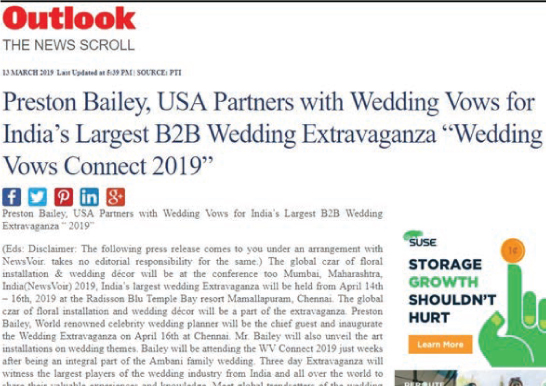 Outlook
THE NEWS SCROLL
13 MARCH 2019 Last Updated at 5:39 PM | SOURCE: PTI
Preston Bailey, USA Partners with Wedding Vows for
India's Largest B2B Wedding Extravaganza “Wedding
Vows Connect 2019”
Preston Bailey, USA Partners with Wedding Vows for India's Largest B2B Wedding
Extravaganza “ 2019”
(Eds: Disclaimer: The following press release comes to you under an arrangement with
NewsVoir. takes no editorial responsibility for the same.) The global czar of floral
installation & wedding décor will be at the conference too Mumbai, Maharashtra,
India(NewsVoir) 2019, India's largest wedding Extravaganza will be held from April 14th
– 16th, 2019 at the Radisson Blu Temple Bay resort Mamallapuram, Chennai. The global
czar of floral installation and wedding décor will be a part of the extravaganza. Preston
Bailey, World renowned celebrity wedding planner will be the chief guest and inaugurate
the Wedding Extravaganza on April 16th at Chennai. Mr. Bailey will also unveil the art
installations on wedding themes. Bailey will be attending the WV Connect 2019 just weeks
after being an integral part of the Ambani family wedding. Three day Extravaganza will
witness the largest players of the wedding industry from India and all over the world to
share their valuable experiences and knowledge. Meet global trendsetters of the wedding
SUSE
STORAGE
GROWTH
SHOULDN'T
HURT
Learn More